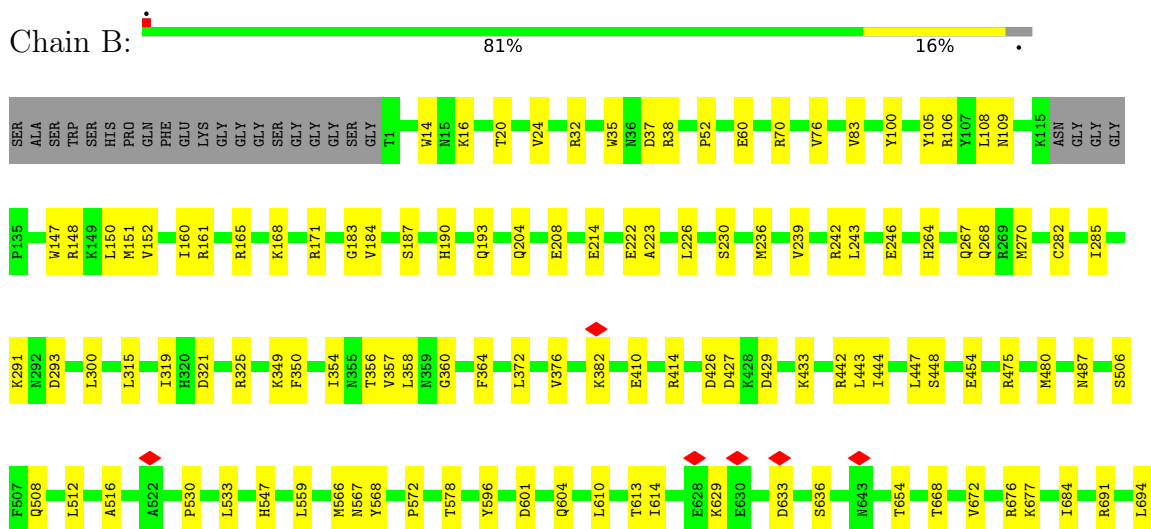 Chain B:
81% 16%
SER ALA SER TRP SER HIS PRO GLN PHE GLU LYS GLY GLY GLY SER GLY GLY GLY GLY SER GLY T1 W14 N15 K16 T20 V24 R32 W35 N36 D37 R38 P52 E60 R70 V76 V83 Y100 Y105 R106 Y107 L108 N109 K115 ASN GLY GLY GLY
P135 W147 R148 K149 L150 M151 V152 I160 R161 R165 K168 R171 G183 V184 S187 H190 Q193 Q204 E208 E214 E222 A223 L226 S230 M236 V239 R242 L243 E246 H264 Q267 Q268 R269 M270 C282 I285
K291 N292 D293 L300 L315 I319 H320 D321 R325 K349 F350 I354 N355 T356 V357 L358 N359 G360 F364 L372 V376 K382 E410 R414 D426 D427 K428 D429 K433 R442 L443 I444 L447 S448 E454 R475 M480 N487 S506
F507 Q508 L512 A516 A522 P530 L533 H547 L559 M566 N567 Y568 P572 T578 Y596 D601 Q604 L610 T613 I614 E628 K629 E630 D633 S636 N643 T654 T668 V672 R676 K677 I684 R691 L694